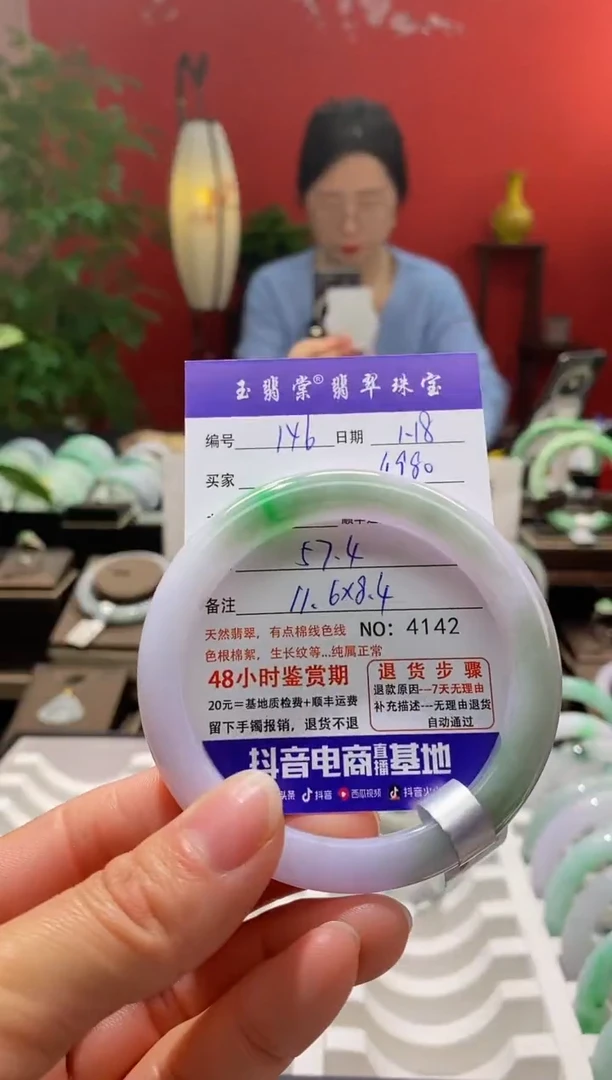 玉翡棠® 翡翠珠宝
编号 146 日期 1-18
买家 1,980
57.4
备注 11.6×8.4
天然翡翠，有点棉线色线 NO: 4142
色根棉絮，生长纹等...纯属正常
48小时鉴赏期
20元=基地质检费+顺丰运费
留下手镯报销，退货不退
退货步骤
退款原因---7天无理由
补充描述---无理由退货
自动通过
抖音电商直播基地
头条 抖音 西瓜视频 抖音火